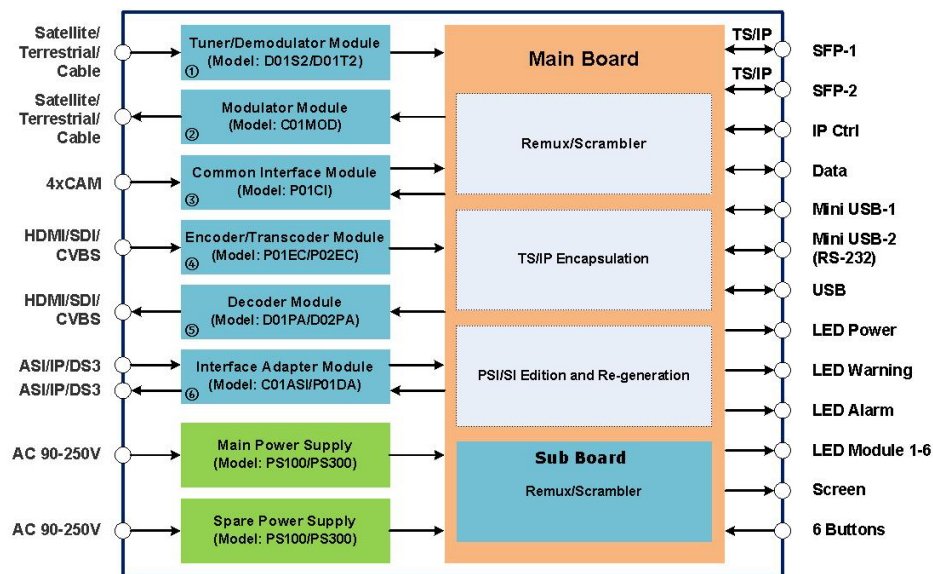 Satellite/
Terrestrial/
Cable
Tuner/Demodulator Module
(Model: D01S2/D01T2)
①
Satellite/
Terrestrial/
Cable
Modulator Module
(Model: C01MOD)
②
4xCAM
Common Interface Module
(Model: P01CI)
③
HDMI/SDI/
CVBS
Encoder/Transcoder Module
(Model: P01EC/P02EC)
④
HDMI/SDI/
CVBS
Decoder Module
(Model: D01PA/D02PA)
⑤
ASI/IP/DS3
ASI/IP/DS3
Interface Adapter Module
(Model: C01ASI/P01DA)
⑥
AC 90-250V
Main Power Supply
(Model: PS100/PS300)
AC 90-250V
Spare Power Supply
(Model: PS100/PS300)
Main Board
Remux/Scrambler
TS/IP Encapsulation
PSI/SI Edition and Re-generation
Sub Board
Remux/Scrambler
TS/IP
SFP-1
TS/IP
SFP-2
IP Ctrl
Data
Mini USB-1
Mini USB-2
(RS-232)
USB
LED Power
LED Warning
LED Alarm
LED Module 1-6
Screen
6 Buttons